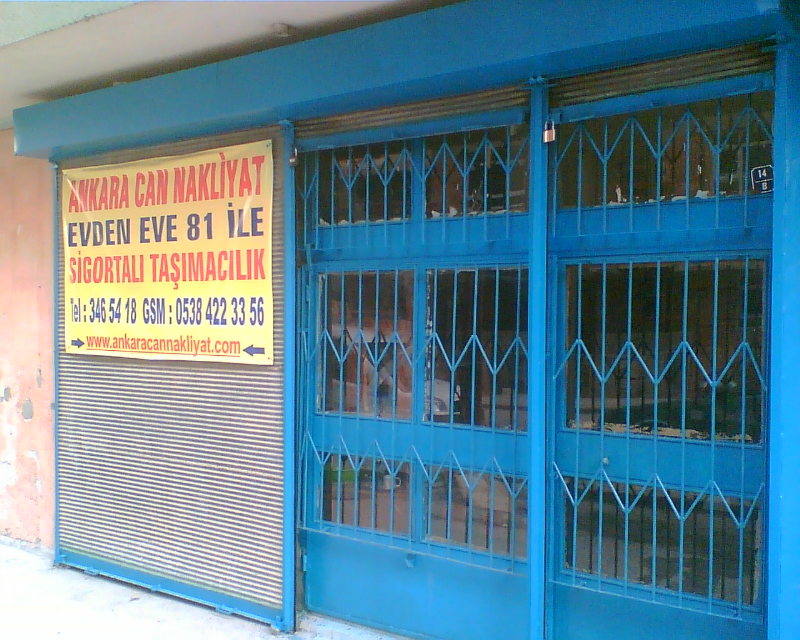 ANKARA CAN NAKLİYAT
EVDEN EVE 81 İLE
SİGORTALI TAŞIMACILIK
Tel : 346 54 18 GSM : 0538 422 33 56
www.ankaracannakliyat.com
14